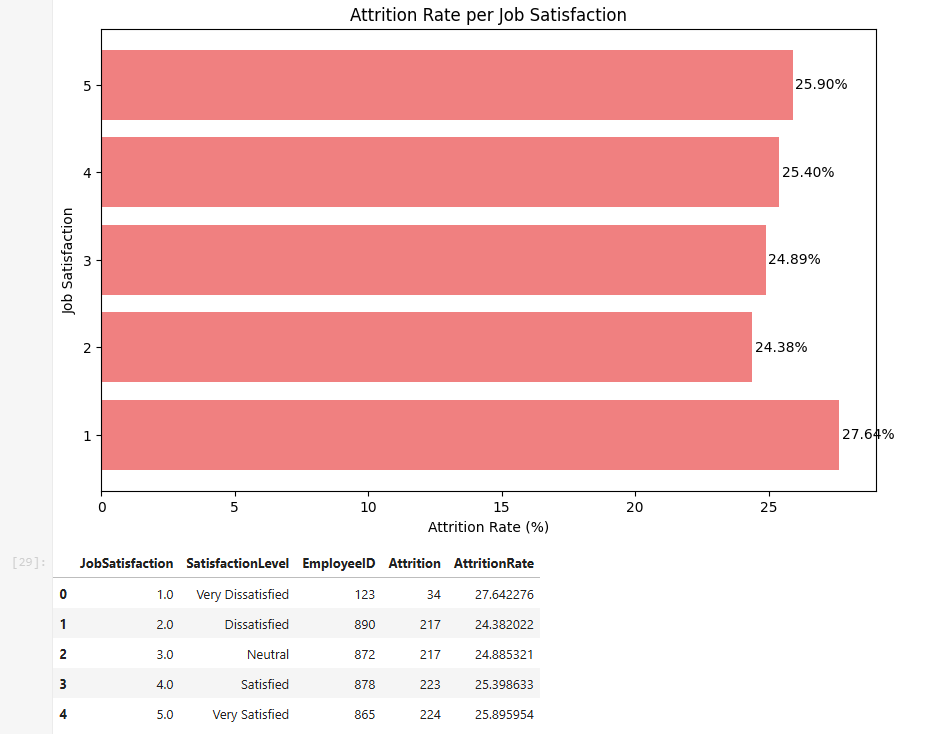 Attrition Rate per Job Satisfaction
Job Satisfaction
5 25.90%
4 25.40%
3 24.89%
2 24.38%
1 27.64%
0 5 10 15 20 25
Attrition Rate (%)
[29]:
JobSatisfaction SatisfactionLevel EmployeeID Attrition AttritionRate
0 1.0 Very Dissatisfied 123 34 27.642276
1 2.0 Dissatisfied 890 217 24.382022
2 3.0 Neutral 872 217 24.885321
3 4.0 Satisfied 878 223 25.398633
4 5.0 Very Satisfied 865 224 25.895954